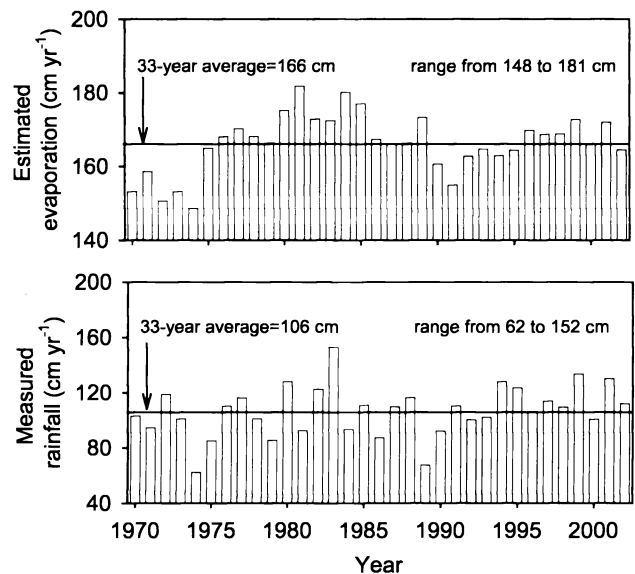 200
180
160
140
Estimated
evaporation (cm yr⁻¹)
33-year average=166 cm
range from 148 to 181 cm
200
160
120
80
40
Measured
rainfall (cm yr⁻¹)
33-year average=106 cm
range from 62 to 152 cm
1970 1975 1980 1985 1990 1995 2000
Year